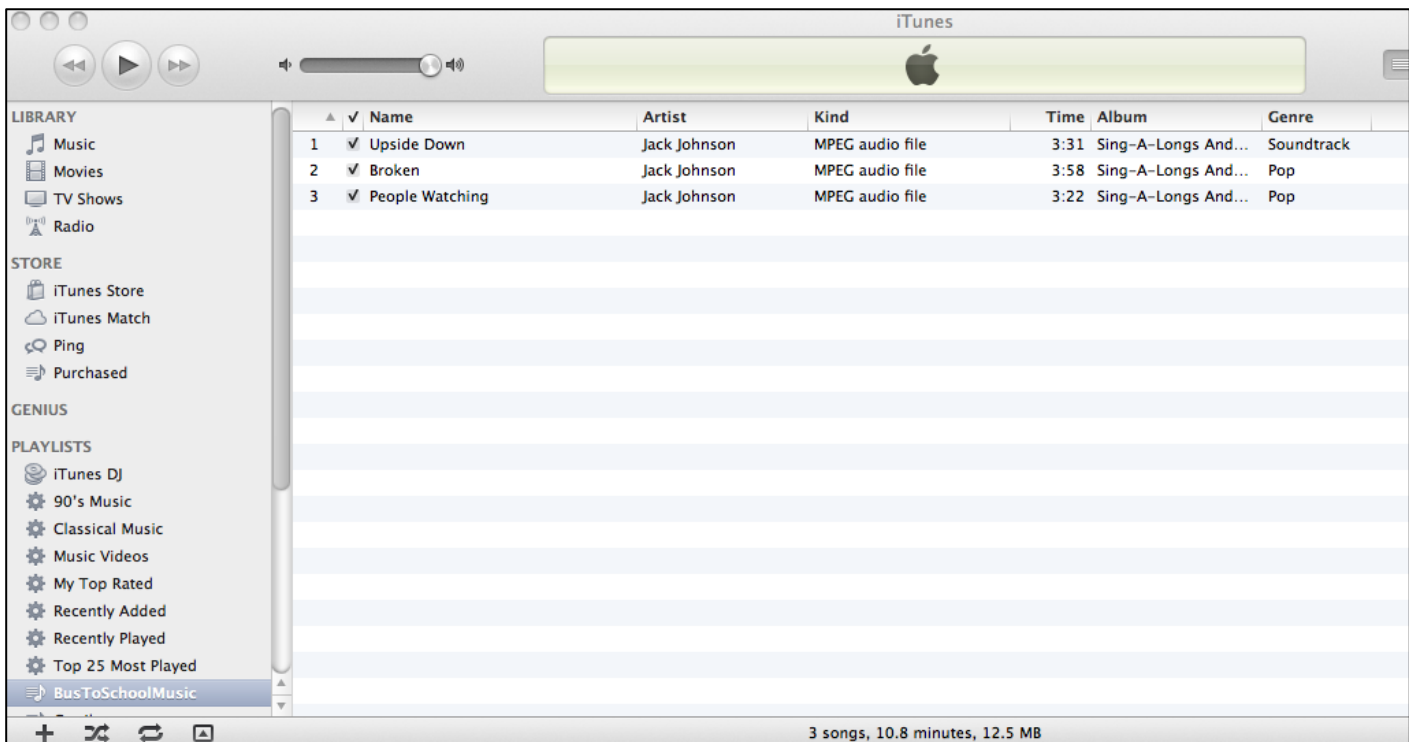 iTunes
LIBRARY
Music
Movies
TV Shows
Radio
STORE
iTunes Store
iTunes Match
Ping
Purchased
GENIUS
PLAYLISTS
iTunes DJ
90's Music
Classical Music
Music Videos
My Top Rated
Recently Added
Recently Played
Top 25 Most Played
BusToSchoolMusic
Name Artist Kind Time Album Genre
1 Upside Down Jack Johnson MPEG audio file 3:31 Sing-A-Longs And... Soundtrack
2 Broken Jack Johnson MPEG audio file 3:58 Sing-A-Longs And... Pop
3 People Watching Jack Johnson MPEG audio file 3:22 Sing-A-Longs And... Pop
3 songs, 10.8 minutes, 12.5 MB